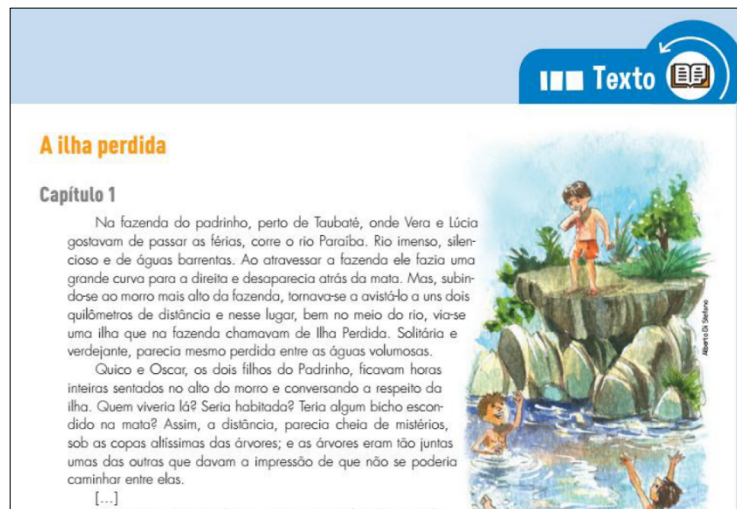 Texto
A ilha perdida
Capítulo 1
Na fazenda do padrinho, perto de Taubaté, onde Vera e Lúcia
gostavam de passar as férias, corre o rio Paraíba. Rio imenso, silen-
cioso e de águas barrentas. Ao atravessar a fazenda ele fazia uma
grande curva para a direita e desaparecia atrás da mata. Mas, subin-
do-se ao morro mais alto da fazenda, tornava-se a avistá-lo a uns dois
quilômetros de distância e nesse lugar, bem no meio do rio, via-se
uma ilha que na fazenda chamavam de Ilha Perdida. Solitária e
verdejante, parecia mesmo perdida entre as águas volumosas.
Quico e Oscar, os dois filhos do Padrinho, ficavam horas
inteiras sentados no alto do morro e conversando a respeito da
ilha. Quem viveria lá? Seria habitada? Teria algum bicho escon-
dido na mata? Assim, a distância, parecia cheia de mistérios,
sob as copas altíssimas das árvores; e as árvores eram tão juntas
umas das outras que davam a impressão de que não se poderia
caminhar entre elas.
[...]
Alberto Di Stefano